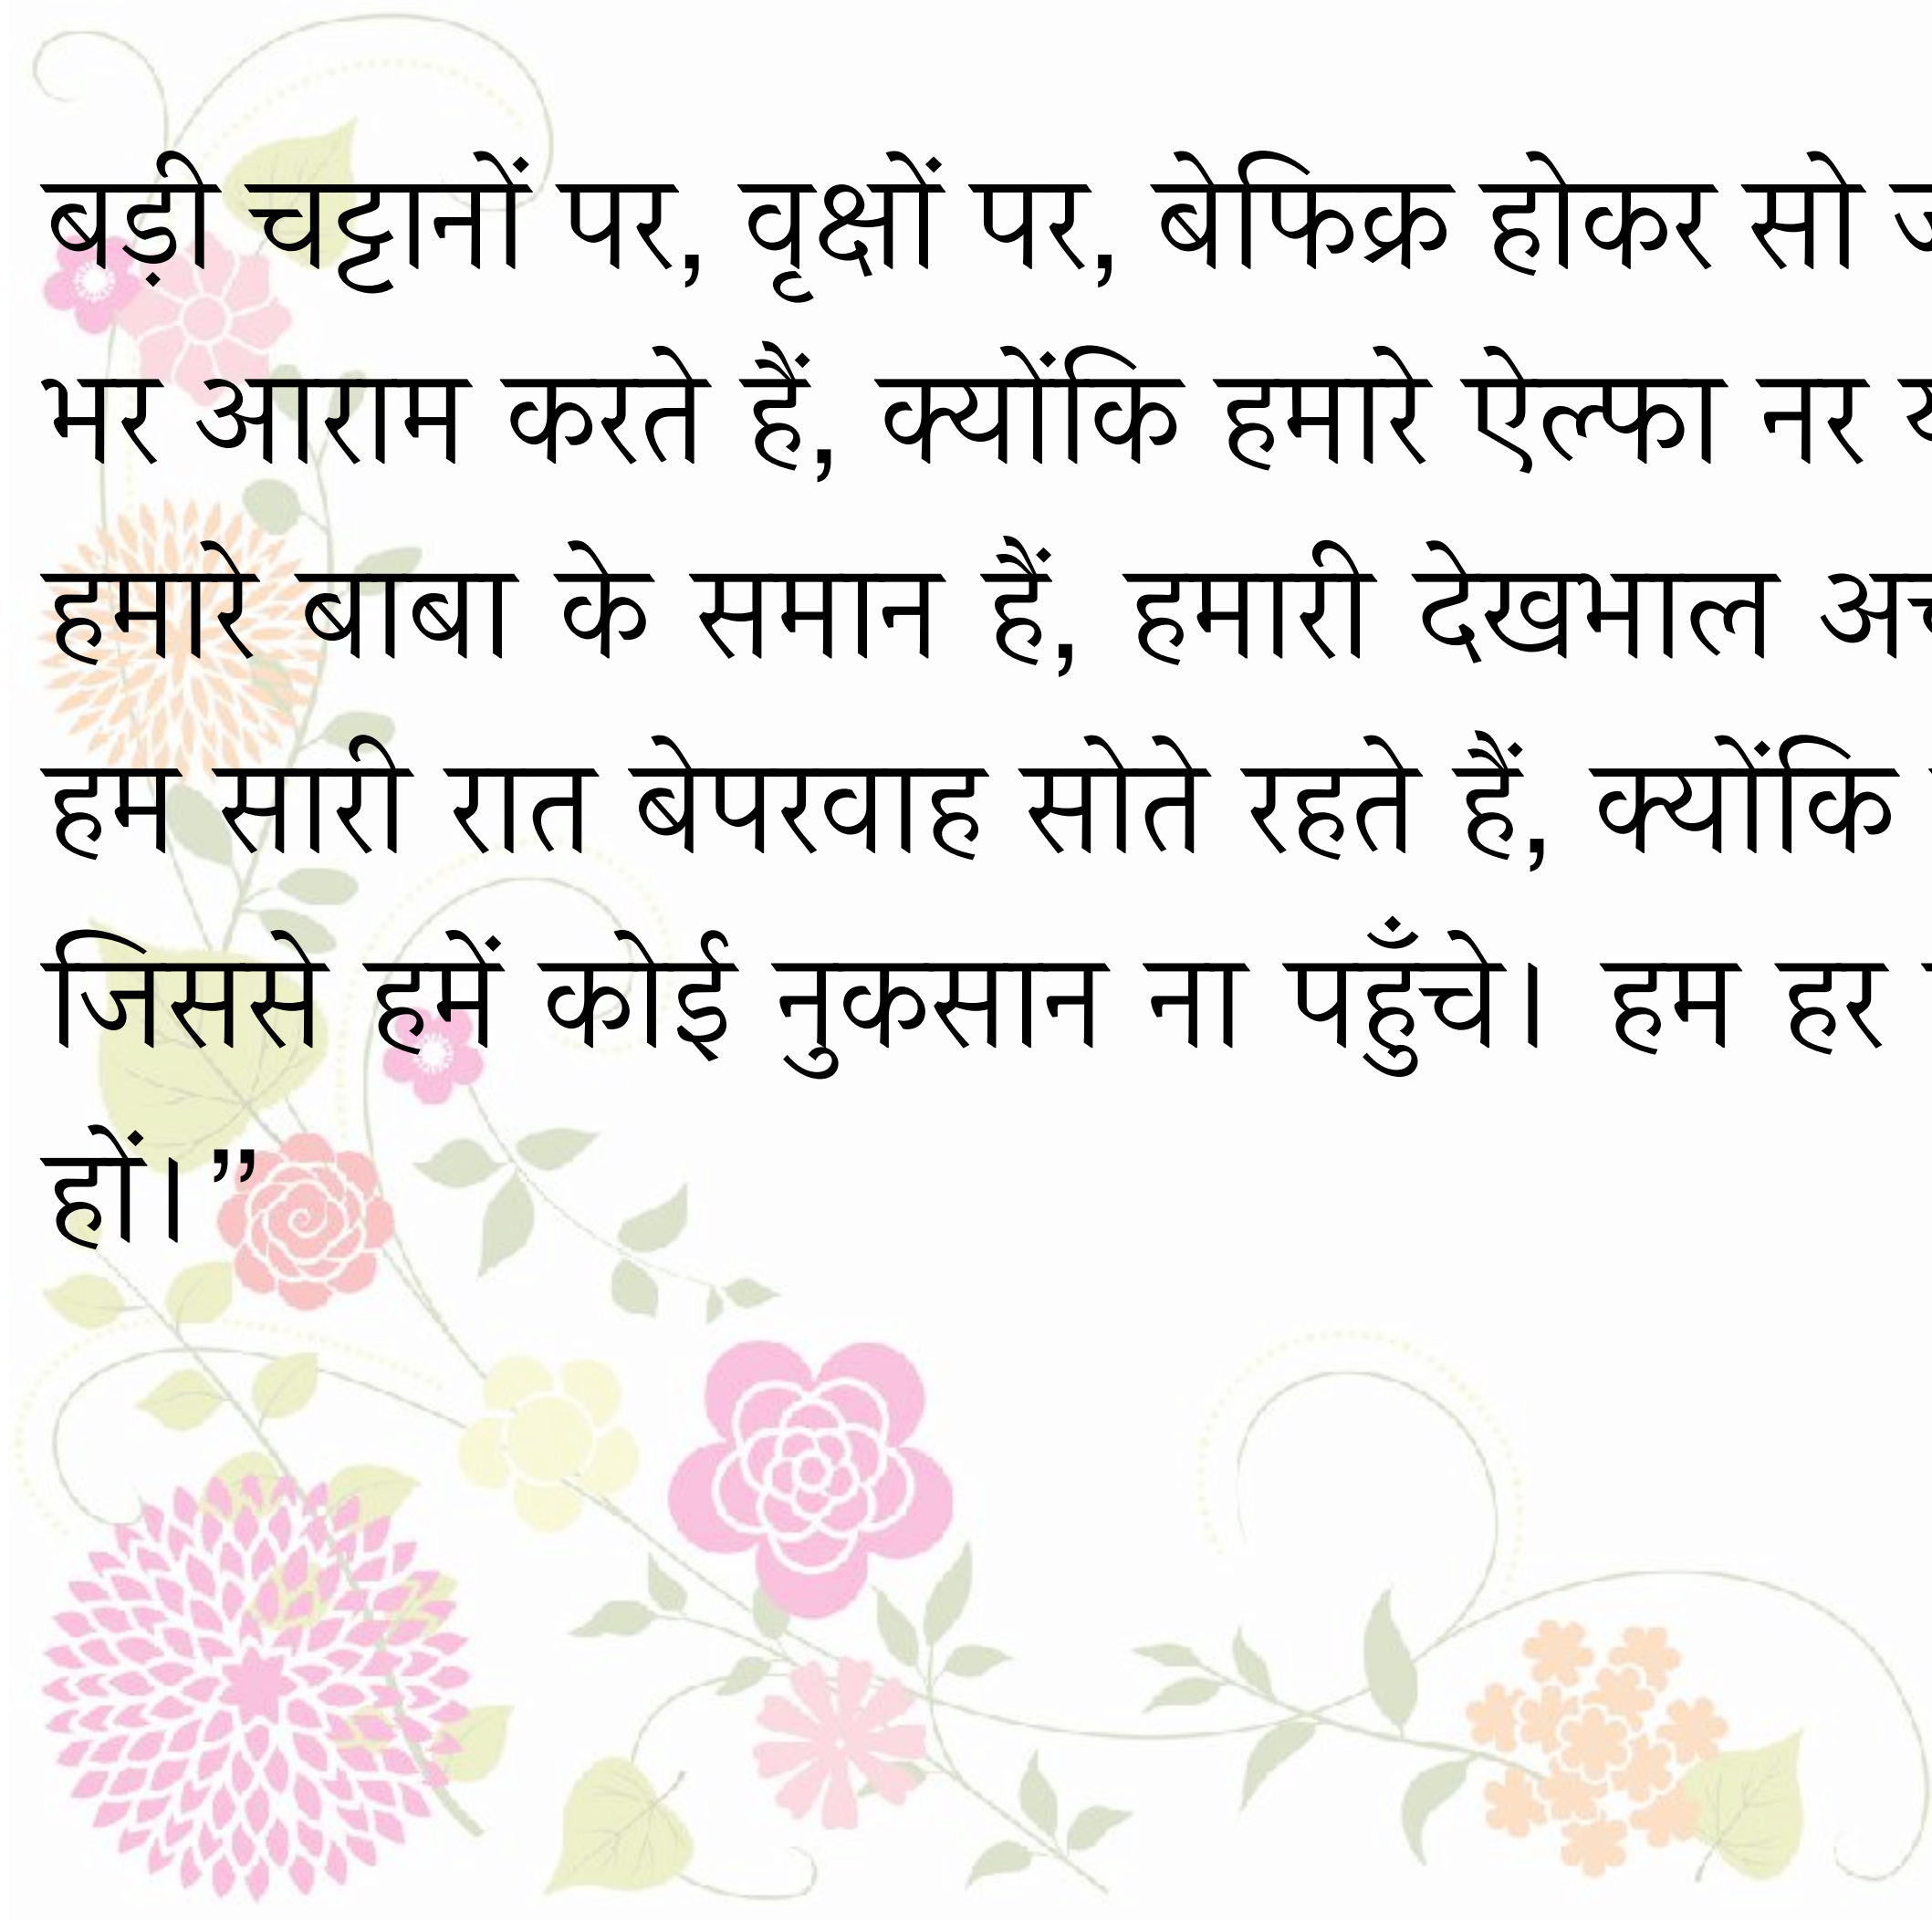 बड़ी चट्टानों पर, वृक्षों पर, बेफिक्र होकर सो
भर आराम करते हैं, क्योंकि हमारे ऐल्फा नर
हमारे बाबा के समान हैं, हमारी देखभाल
हम सारी रात बेपरवाह सोते रहते हैं, क्योंकि
जिससे हमें कोई नुकसान ना पहुँचे। हम हर
हों।”